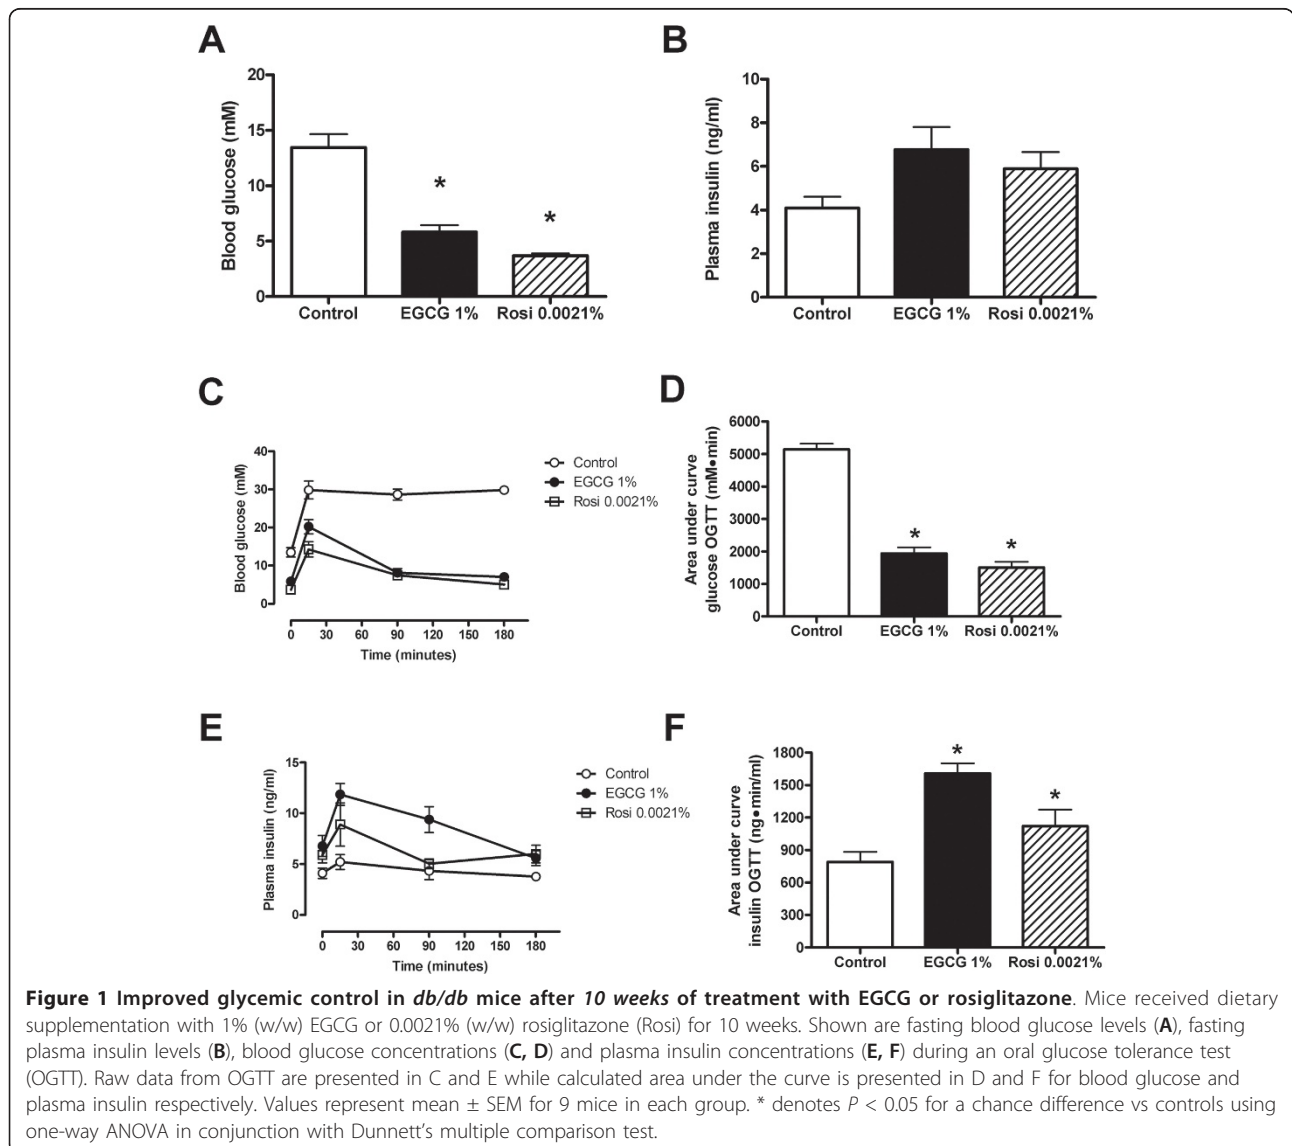 A
Blood glucose (mM)
20
15
10
5
0
*
*
Control
EGCG 1%
Rosi 0.0021%
B
Plasma insulin (ng/ml)
10
8
6
4
2
0
Control
EGCG 1%
Rosi 0.0021%
C
Blood glucose (mM)
40
30
20
10
0
0 30 60 90 120 150 180
Time (minutes)
Control
EGCG 1%
Rosi 0.0021%
D
Area under curve
glucose OGTT (mM•min)
6000
5000
4000
3000
2000
1000
0
*
*
Control
EGCG 1%
Rosi 0.0021%
E
Plasma insulin (ng/ml)
15
10
5
0
0 30 60 90 120 150 180
Time (minutes)
Control
EGCG 1%
Rosi 0.0021%
F
Area under curve
insulin OGTT (ng•min/ml)
1800
1500
1200
900
600
300
0
*
*
Control
EGCG 1%
Rosi 0.0021%
Figure 1 Improved glycemic control in db/db mice after 10 weeks of treatment with EGCG or rosiglitazone. Mice received dietary
supplementation with 1% (w/w) EGCG or 0.0021% (w/w) rosiglitazone (Rosi) for 10 weeks. Shown are fasting blood glucose levels (A), fasting
plasma insulin levels (B), blood glucose concentrations (C, D) and plasma insulin concentrations (E, F) during an oral glucose tolerance test
(OGTT). Raw data from OGTT are presented in C and E while calculated area under the curve is presented in D and F for blood glucose and
plasma insulin respectively. Values represent mean ± SEM for 9 mice in each group. * denotes P < 0.05 for a chance difference vs controls using
one-way ANOVA in conjunction with Dunnett's multiple comparison test.